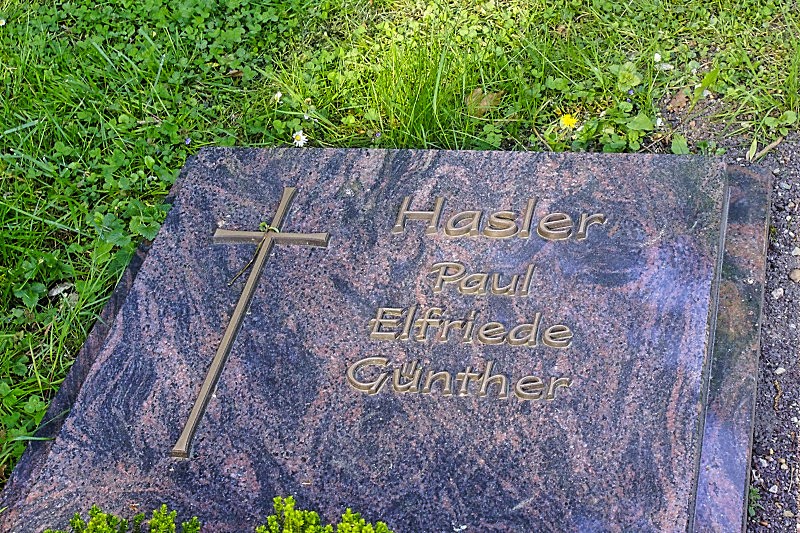 Hasler
Paul
Elfriede
Günther